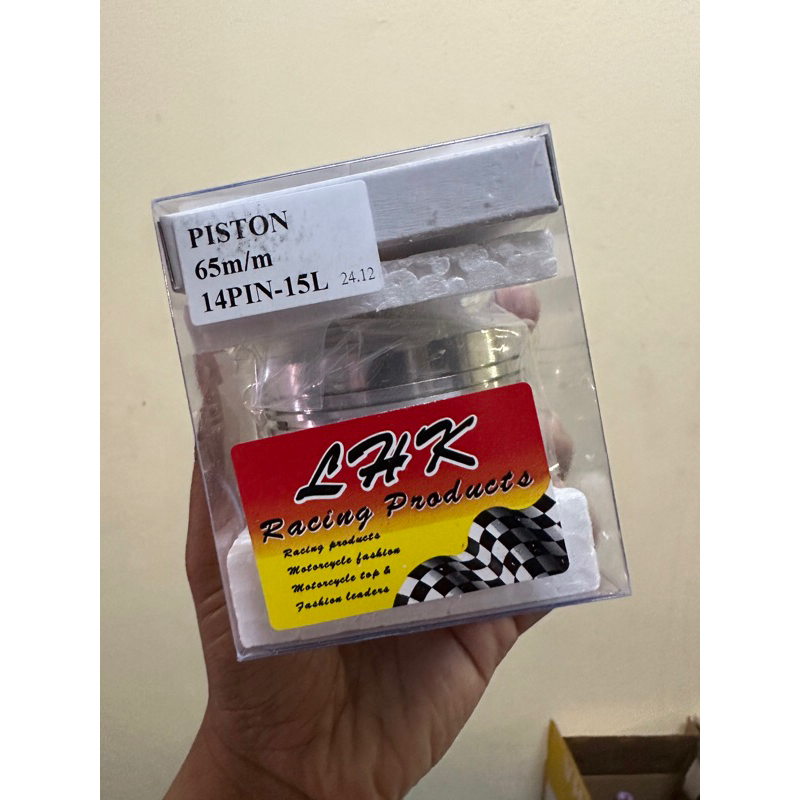 PISTON
65m/m
14PIN-15L 24.12
LHK
Racing Products
Racing products
Motorcycle fashion
Motorcycle top &
Fashion leaders